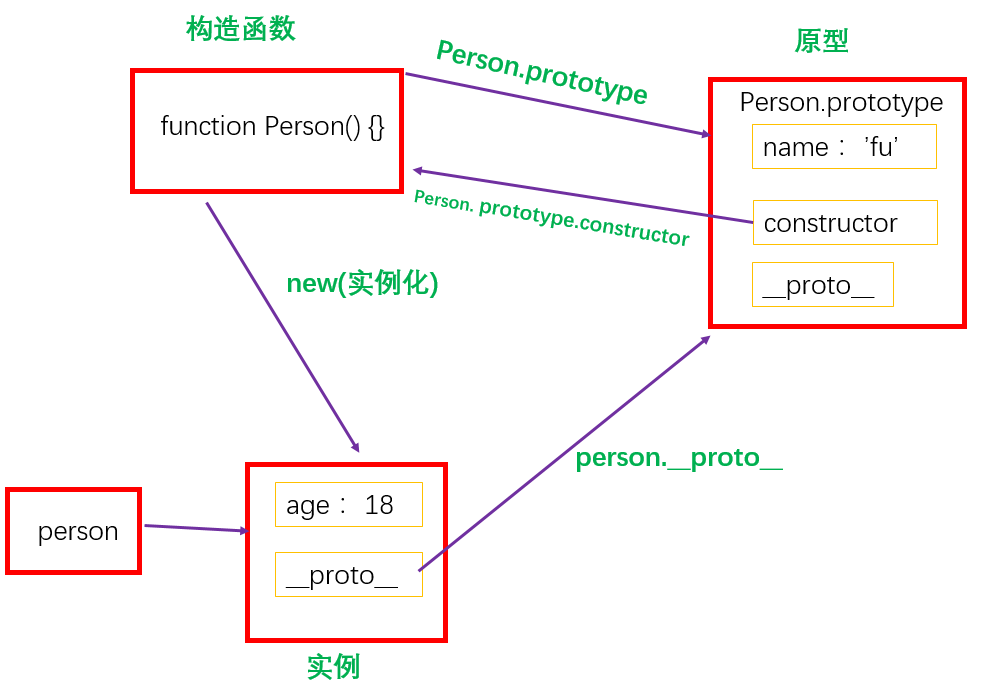 构造函数
原型
Person.prototype
function Person() {}
Person.prototype
name： 'fu'
Person. prototype.constructor
constructor
__proto__
new(实例化)
person.__proto__
person
age： 18
__proto__
实例